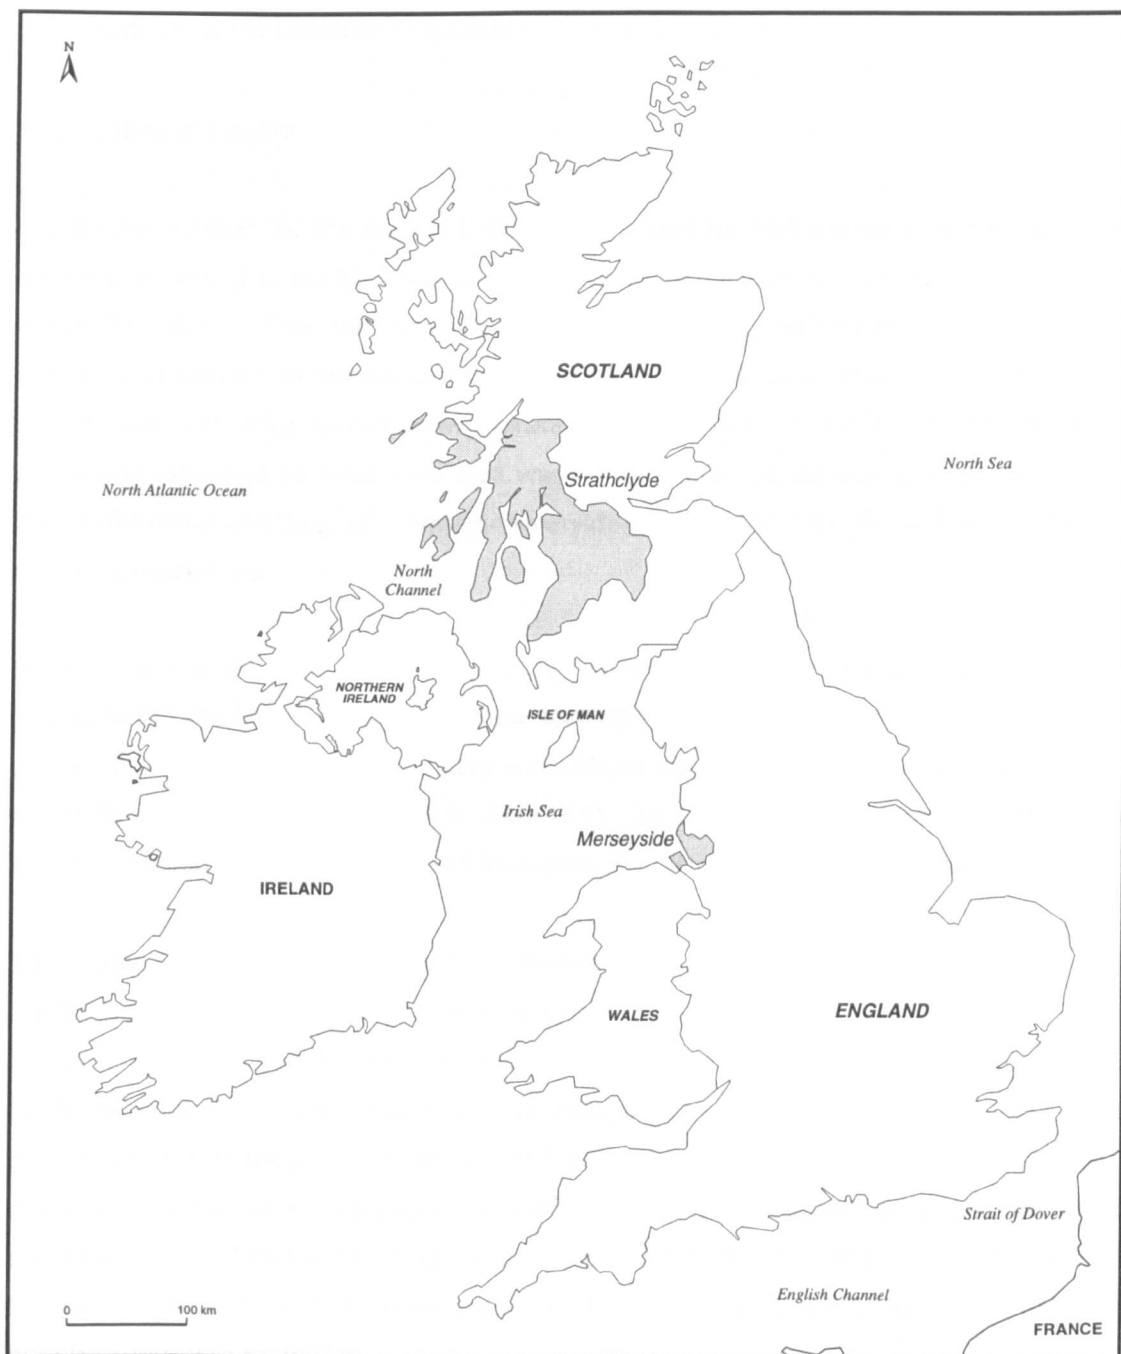 N
SCOTLAND
Strathclyde
North Sea
North Atlantic Ocean
North
Channel
NORTHERN
IRELAND
ISLE OF MAN
Irish Sea
Merseyside
IRELAND
WALES
ENGLAND
Strait of Dover
English Channel
0 100 km
FRANCE